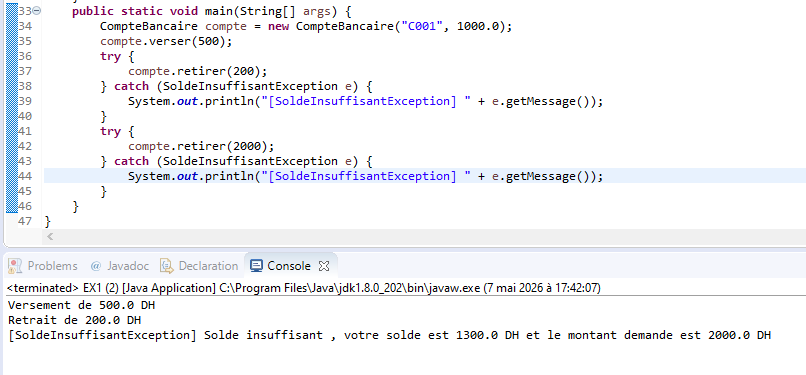 33 public static void main(String[] args) {
34 CompteBancaire compte = new CompteBancaire("C001", 1000.0);
35 compte.verser(500);
36 try {
37 compte.retirer(200);
38 } catch (SoldeInsuffisantException e) {
39 System.out.println("[SoldeInsuffisantException] " + e.getMessage());
40 }
41 try {
42 compte.retirer(2000);
43 } catch (SoldeInsuffisantException e) {
44 System.out.println("[SoldeInsuffisantException] " + e.getMessage());
45 }
46 }
47 }
Problems @ Javadoc Declaration Console
<terminated> EX1 (2) [Java Application] C:\Program Files\Java\jdk1.8.0_202\bin\javaw.exe (7 mai 2026 à 17:42:07)
Versement de 500.0 DH
Retrait de 200.0 DH
[SoldeInsuffisantException] Solde insuffisant , votre solde est 1300.0 DH et le montant demande est 2000.0 DH